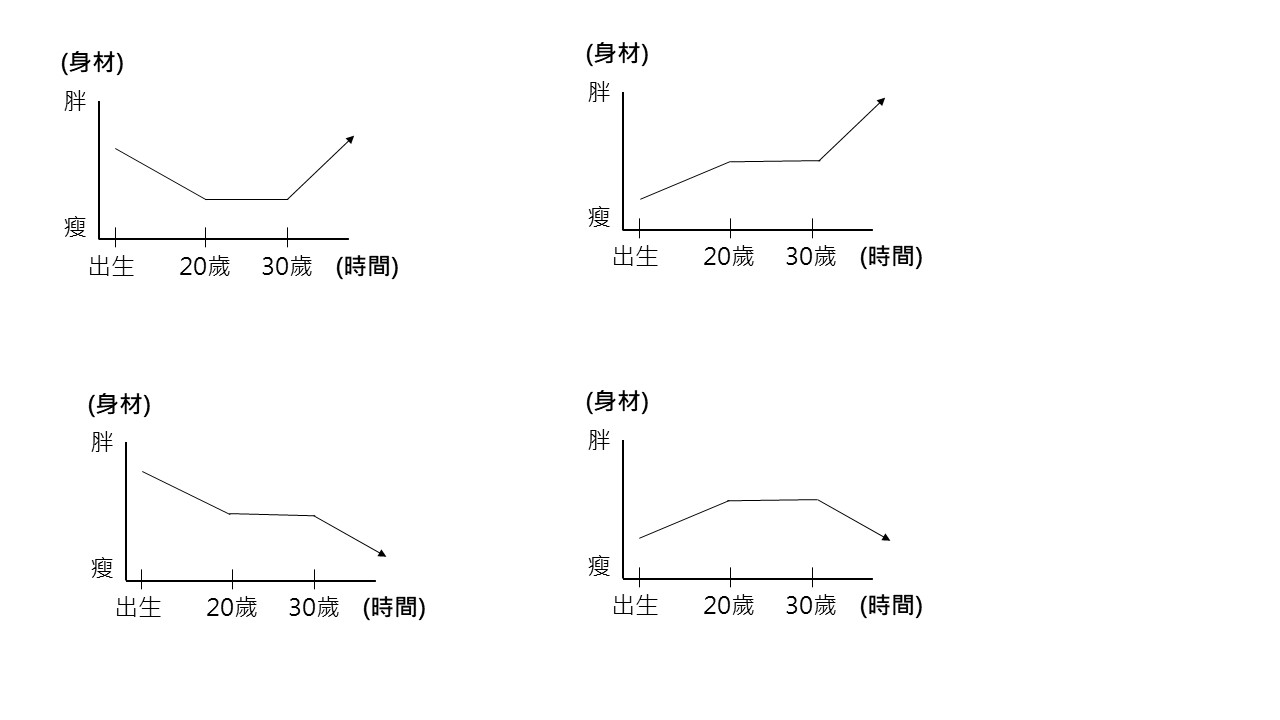 (身材)
胖
瘦
出生 20歲 30歲 (時間)
(身材)
胖
瘦
出生 20歲 30歲 (時間)
(身材)
胖
瘦
出生 20歲 30歲 (時間)
(身材)
胖
瘦
出生 20歲 30歲 (時間)